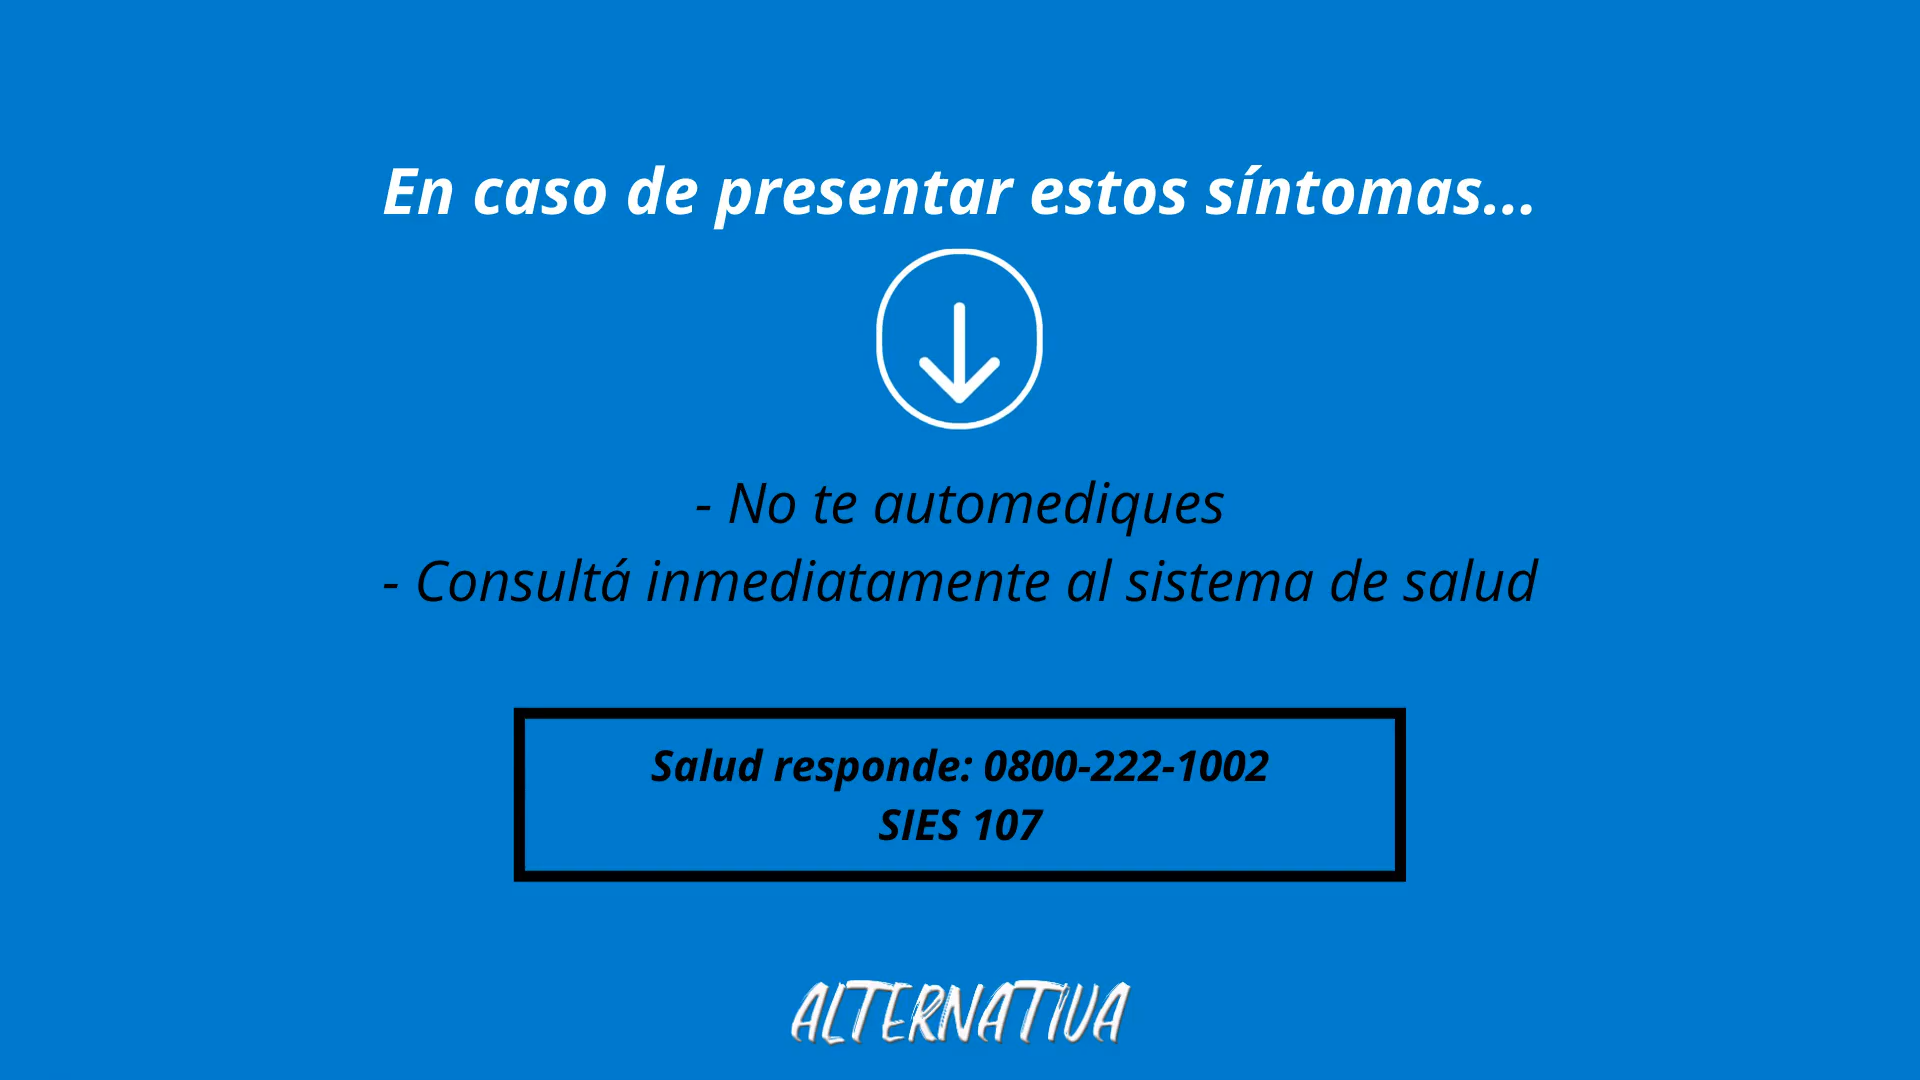 En caso de presentar estos síntomas...
- No te automediques
- Consultá inmediatamente al sistema de salud
Salud responde: 0800-222-1002
SIES 107
ALTERNATIVA